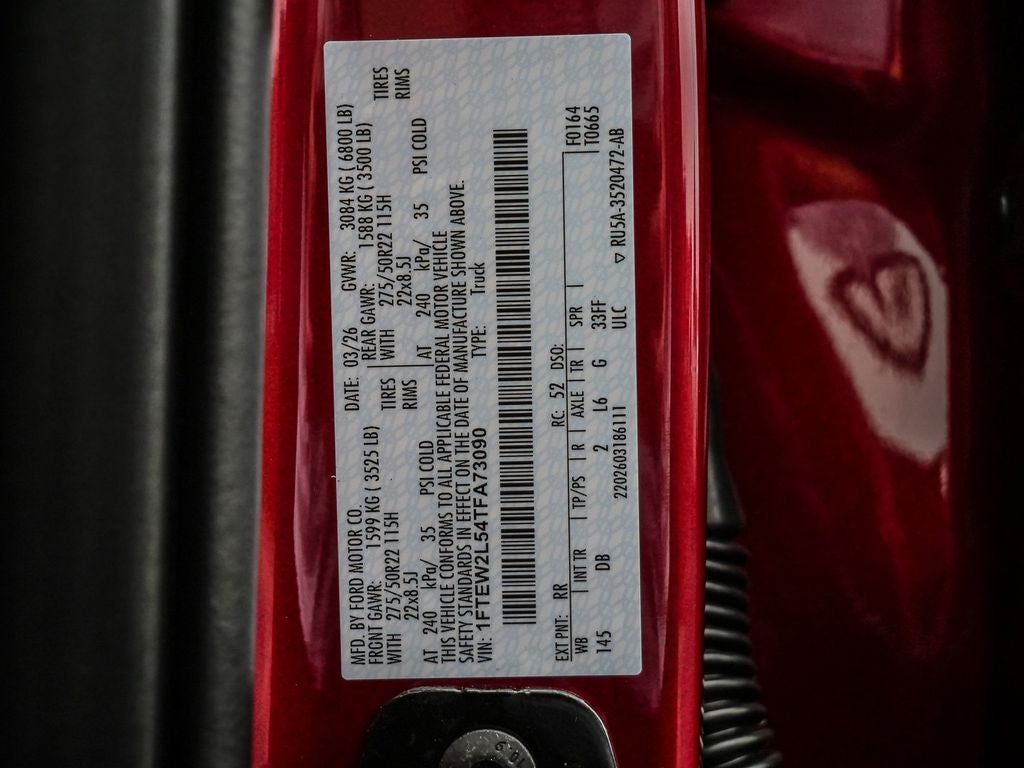 MFD. BY FORD MOTOR CO. DATE: 03/26 GVWR: 3084 KG ( 6800 LB)
FRONT GAWR: 1599 KG ( 3525 LB) REAR GAWR: 1588 KG ( 3500 LB)
WITH 275/50R22 115H TIRES WITH 275/50R22 115H TIRES
22x8.5J RIMS 22x8.5J RIMS
AT 240 kPa/ 35 PSI COLD AT 240 kPa/ 35 PSI COLD
THIS VEHICLE CONFORMS TO ALL APPLICABLE FEDERAL MOTOR VEHICLE
SAFETY STANDARDS IN EFFECT ON THE DATE OF MANUFACTURE SHOWN ABOVE.
VIN: 1FTEW2L54TFA73090 TYPE: Truck
EXT PNT: RR RC: 52 DSO: F0164
WB INT TR TP/PS R AXLE TR SPR T0665
145 DB 2 L6 G 33FF
2202603186111 UILC ▽ RU5A-3520472-AB